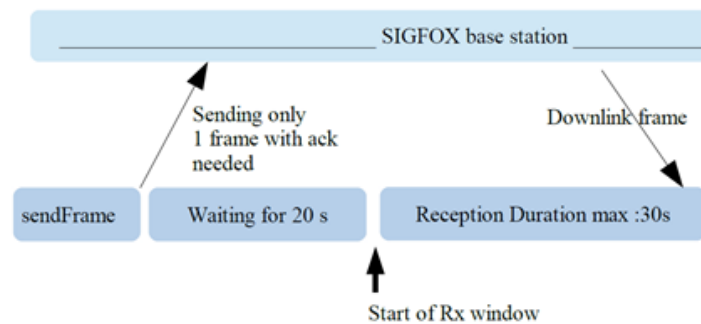 SIGFOX base station
Sending only
1 frame with ack
needed
Downlink frame
sendFrame
Waiting for 20 s
Reception Duration max :30s
Start of Rx window